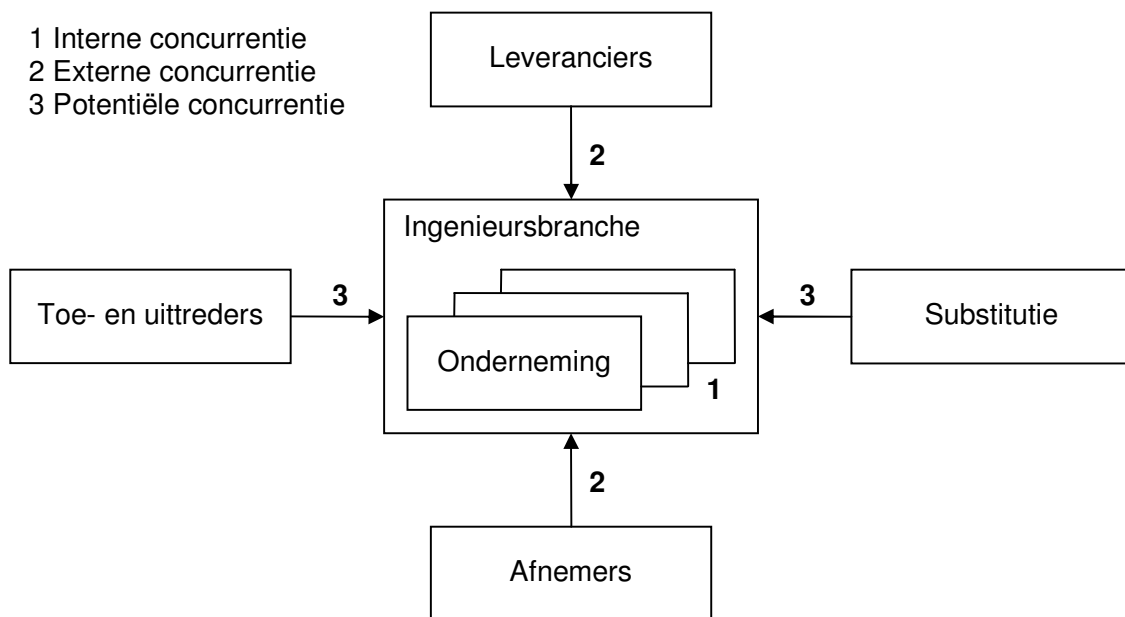 1 Interne concurrentie
2 Externe concurrentie
3 Potentiële concurrentie
Leveranciers
2
Ingenieursbranche
Toe- en uittreders
3
Onderneming
1
3
Substitutie
2
Afnemers